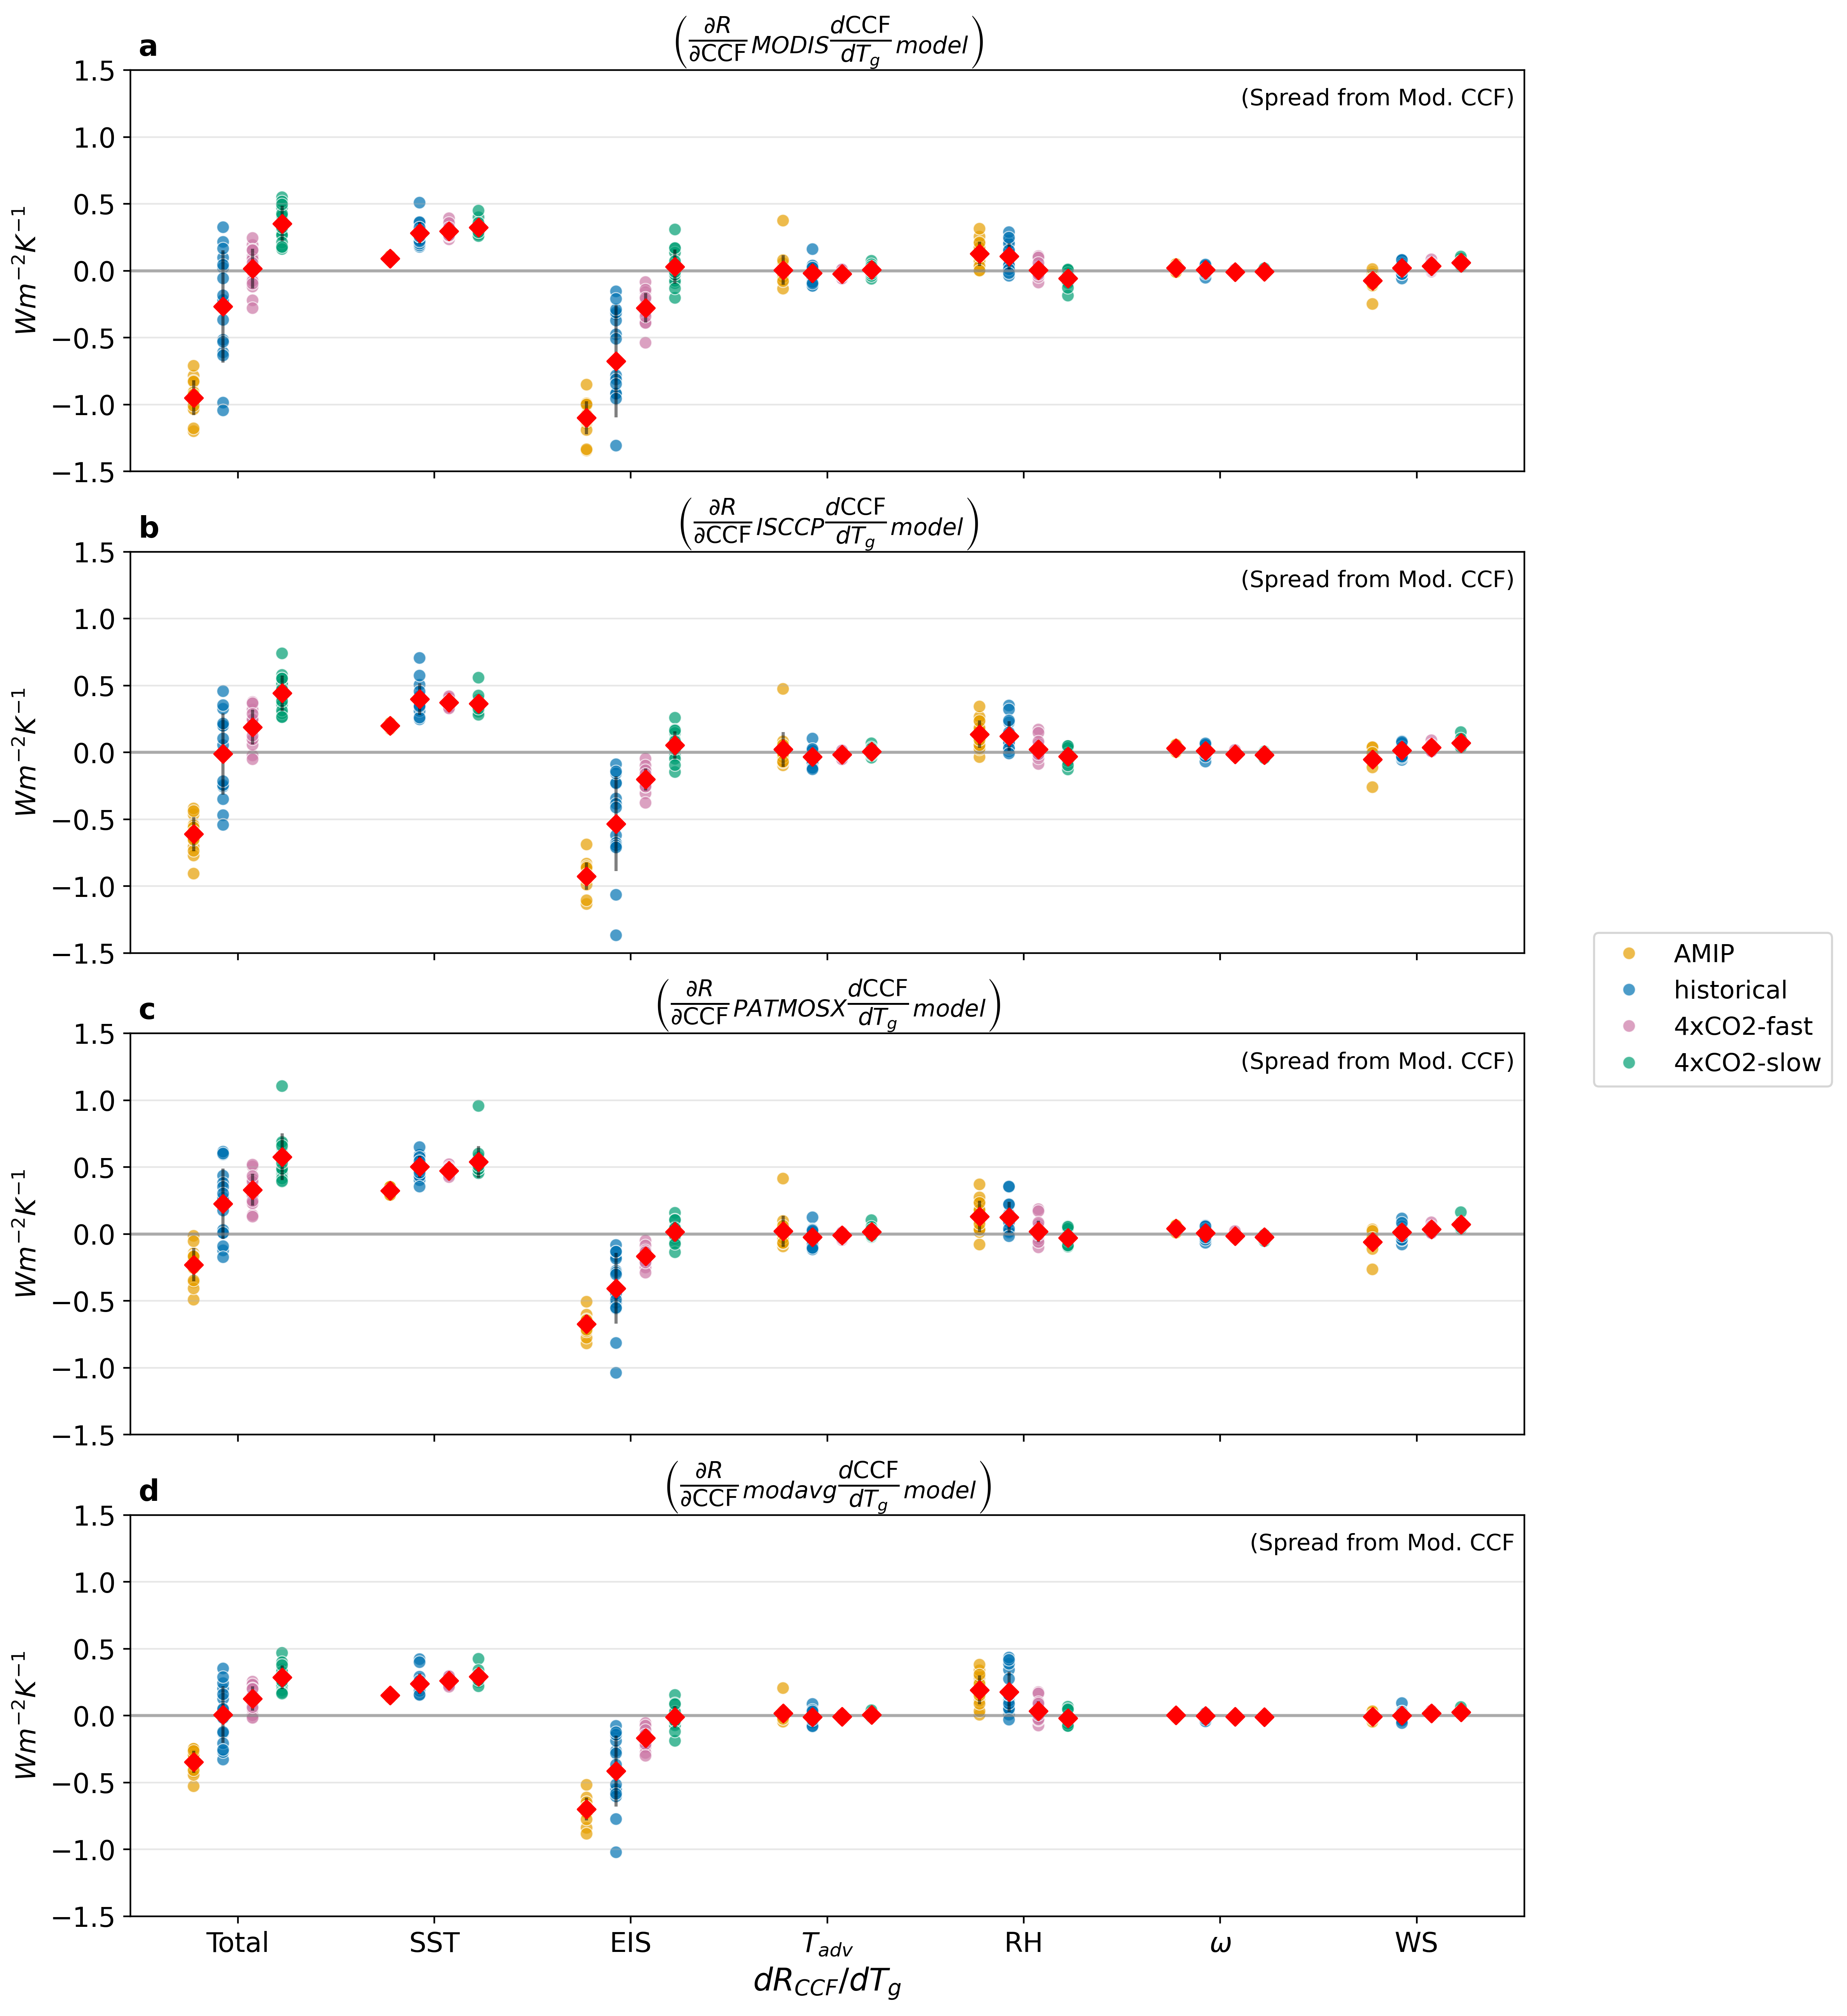 a
(∂R/∂CCF MODIS dCCF/dT_g model)
(Spread from Mod. CCF)
Wm⁻²K⁻¹
1.5
1.0
0.5
0.0
−0.5
−1.0
−1.5
b
(∂R/∂CCF ISCCP dCCF/dT_g model)
(Spread from Mod. CCF)
Wm⁻²K⁻¹
1.5
1.0
0.5
0.0
−0.5
−1.0
−1.5
AMIP
historical
4xCO2-fast
4xCO2-slow
c
(∂R/∂CCF PATMOSX dCCF/dT_g model)
(Spread from Mod. CCF)
Wm⁻²K⁻¹
1.5
1.0
0.5
0.0
−0.5
−1.0
−1.5
d
(∂R/∂CCF modavg dCCF/dT_g model)
(Spread from Mod. CCF
Wm⁻²K⁻¹
1.5
1.0
0.5
0.0
−0.5
−1.0
−1.5
Total SST EIS T_adv RH ω WS
dR_CCF/dT_g